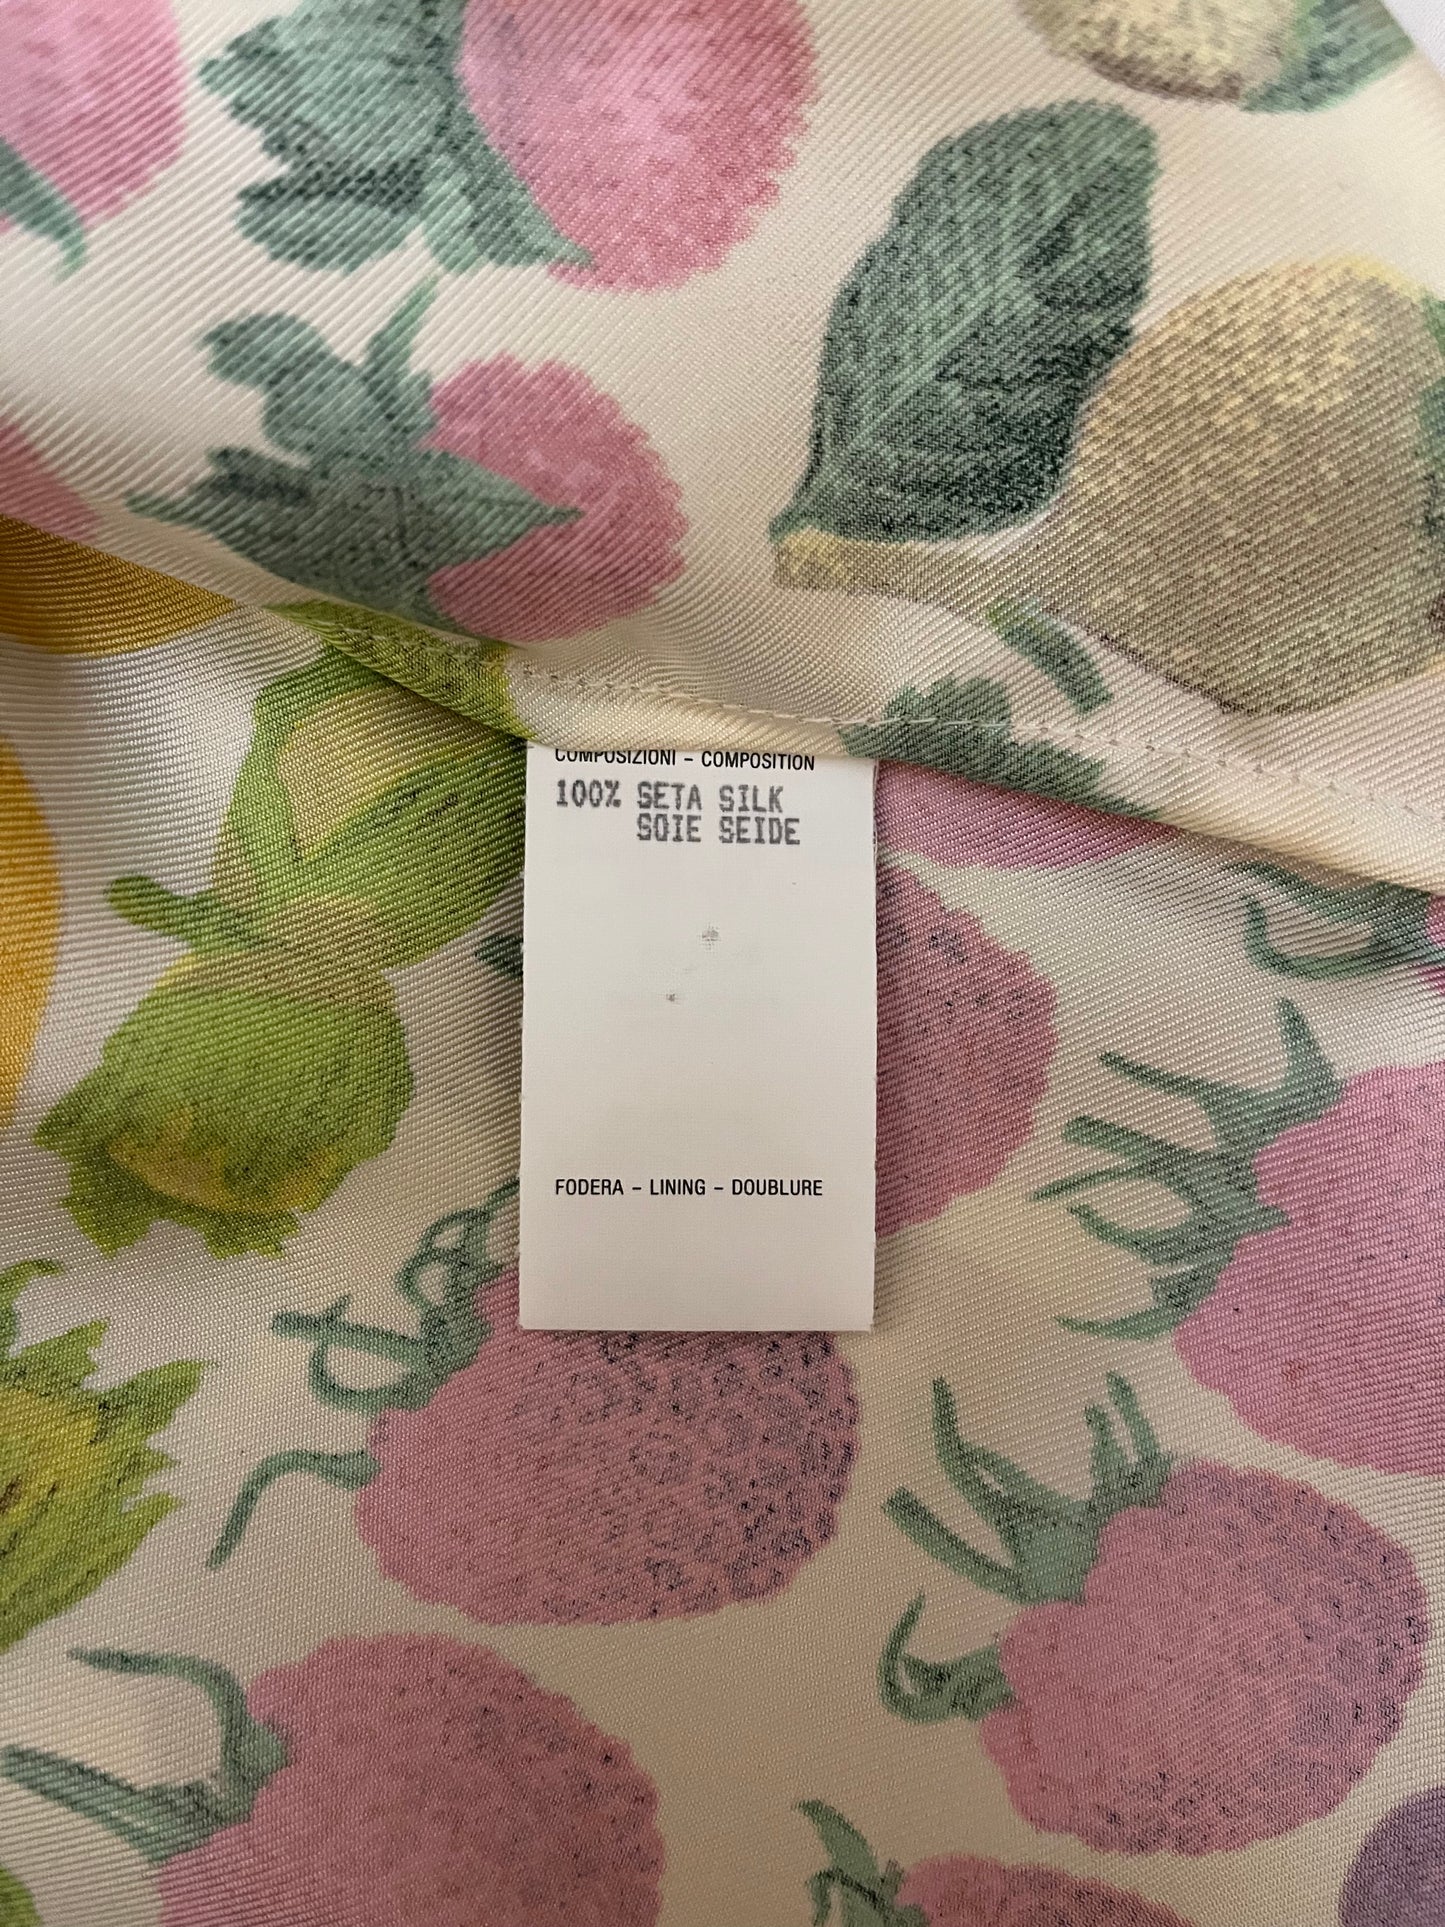 COMPOSIZIONI - COMPOSITION
100% SETA SILK
SOIE SEIDE
FODERA - LINING - DOUBLURE